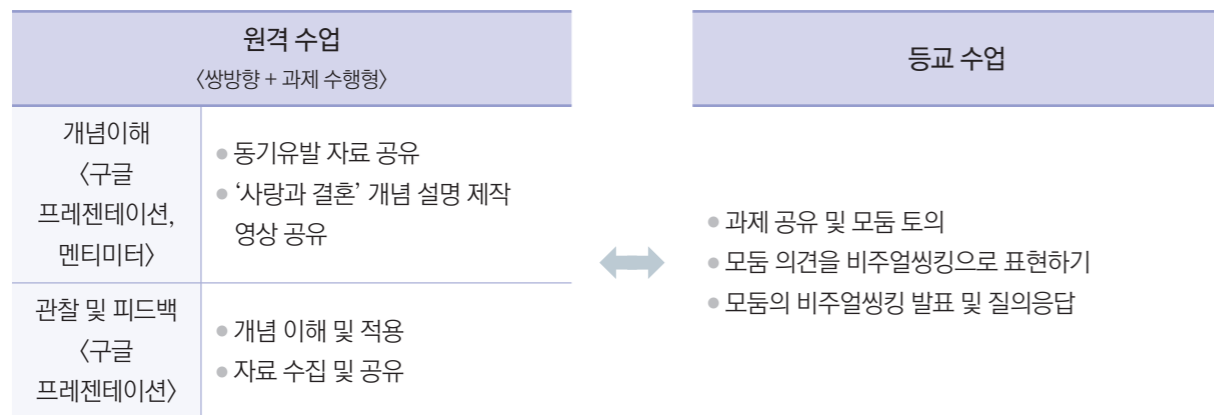 원격 수업
〈쌍방향 + 과제 수행형〉
개념이해
〈구글
프레젠테이션,
멘티미터〉
● 동기유발 자료 공유
● ‘사랑과 결혼’ 개념 설명 제작
영상 공유
관찰 및 피드백
〈구글
프레젠테이션〉
● 개념 이해 및 적용
● 자료 수집 및 공유
등교 수업
● 과제 공유 및 모둠 토의
● 모둠 의견을 비주얼씽킹으로 표현하기
● 모둠의 비주얼씽킹 발표 및 질의응답